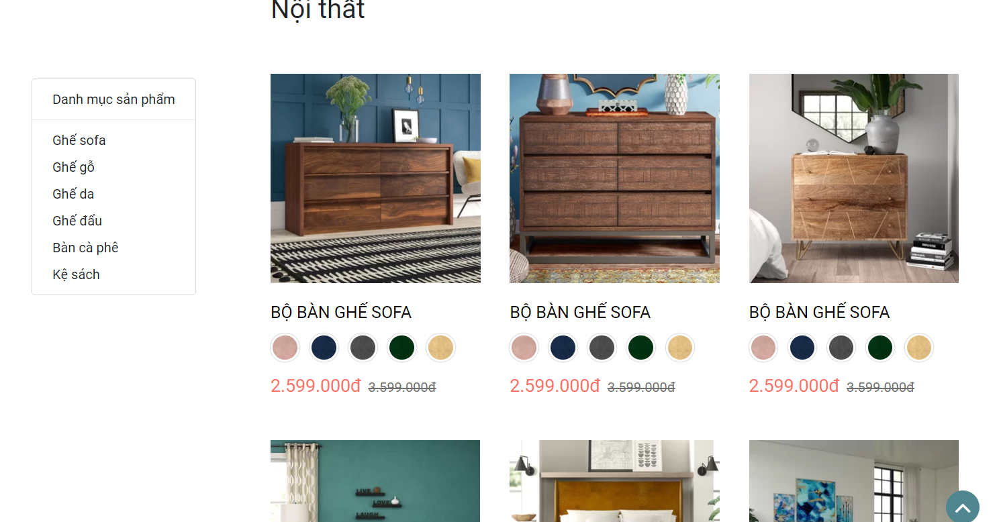 Nội thất
Danh mục sản phẩm
Ghế sofa
Ghế gỗ
Ghế da
Ghế đẩu
Bàn cà phê
Kệ sách
BỘ BÀN GHẾ SOFA
2.599.000đ 3.599.000đ
BỘ BÀN GHẾ SOFA
2.599.000đ 3.599.000đ
BỘ BÀN GHẾ SOFA
2.599.000đ 3.599.000đ
LIVE
LOVE
LAUGH